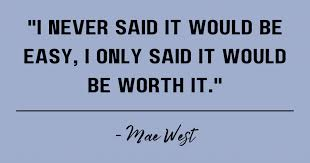 "I NEVER SAID IT WOULD BE
EASY, I ONLY SAID IT WOULD
BE WORTH IT."
- Mae West